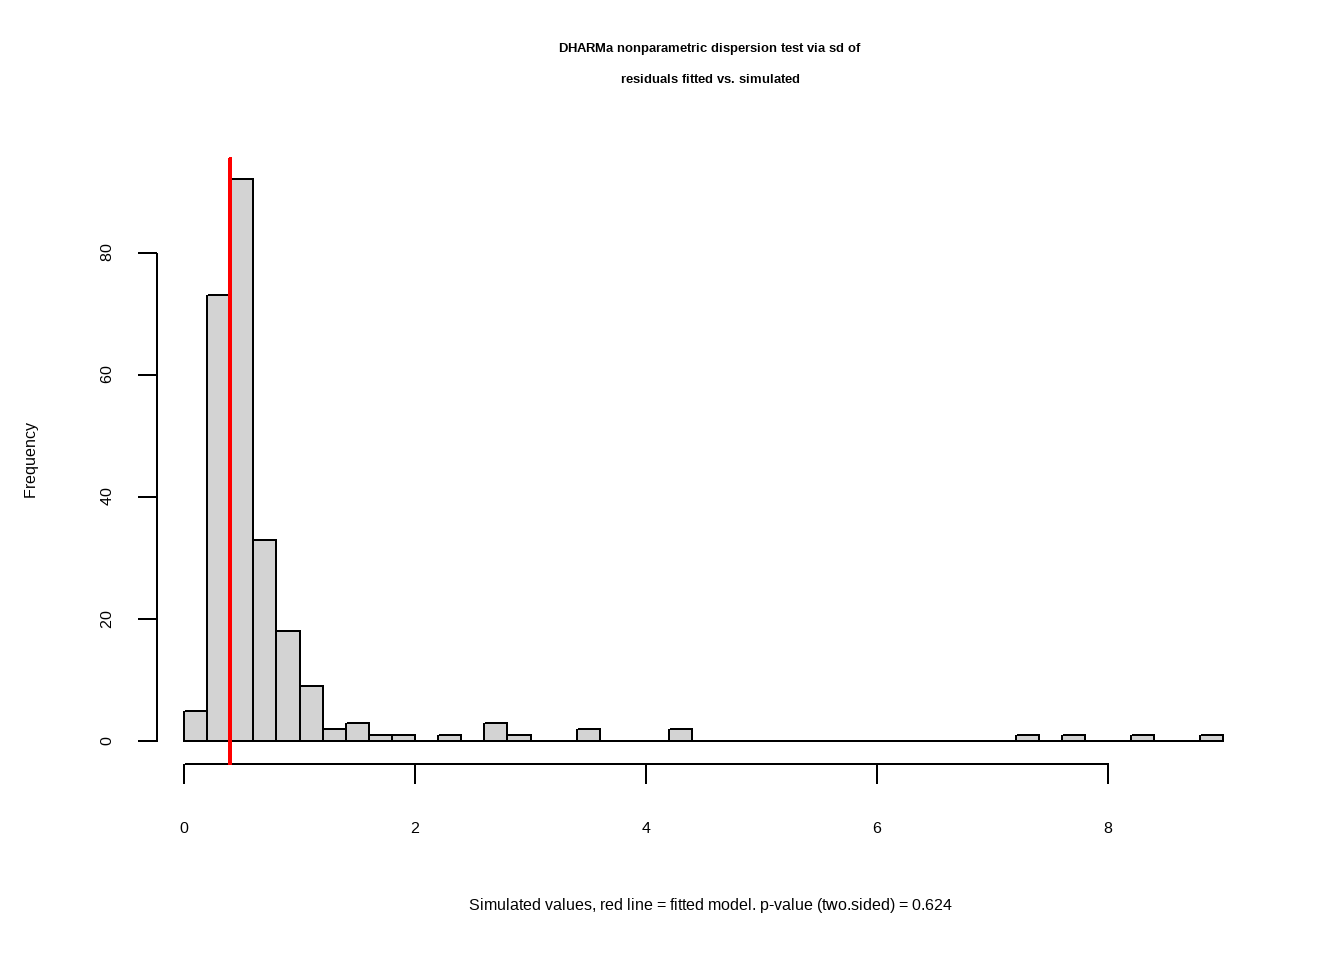 DHARMa nonparametric dispersion test via sd of
residuals fitted vs. simulated
80
60
40
20
0
Frequency
0 2 4 6 8
Simulated values, red line = fitted model. p-value (two.sided) = 0.624